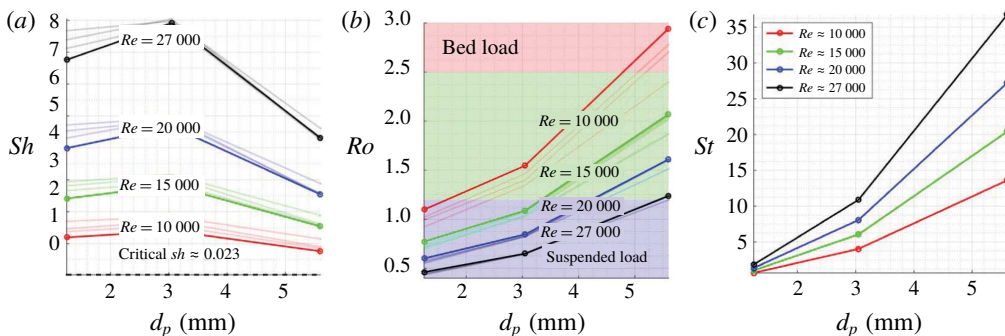 (a)
8
7
6
5
4
3
2
1
0
Sh
Re = 27 000
Re = 20 000
Re = 15 000
Re = 10 000
Critical sh ≈ 0.023
2
3
4
5
d_p (mm)
(b)
3.0
2.5
2.0
1.5
1.0
0.5
Ro
Bed load
Re = 10 000
Re = 15 000
Re = 20 000
Re = 27 000
Suspended load
2
3
4
5
d_p (mm)
(c)
35
30
25
20
15
10
5
St
Re ≈ 10 000
Re ≈ 15 000
Re ≈ 20 000
Re ≈ 27 000
2
3
4
5
d_p (mm)